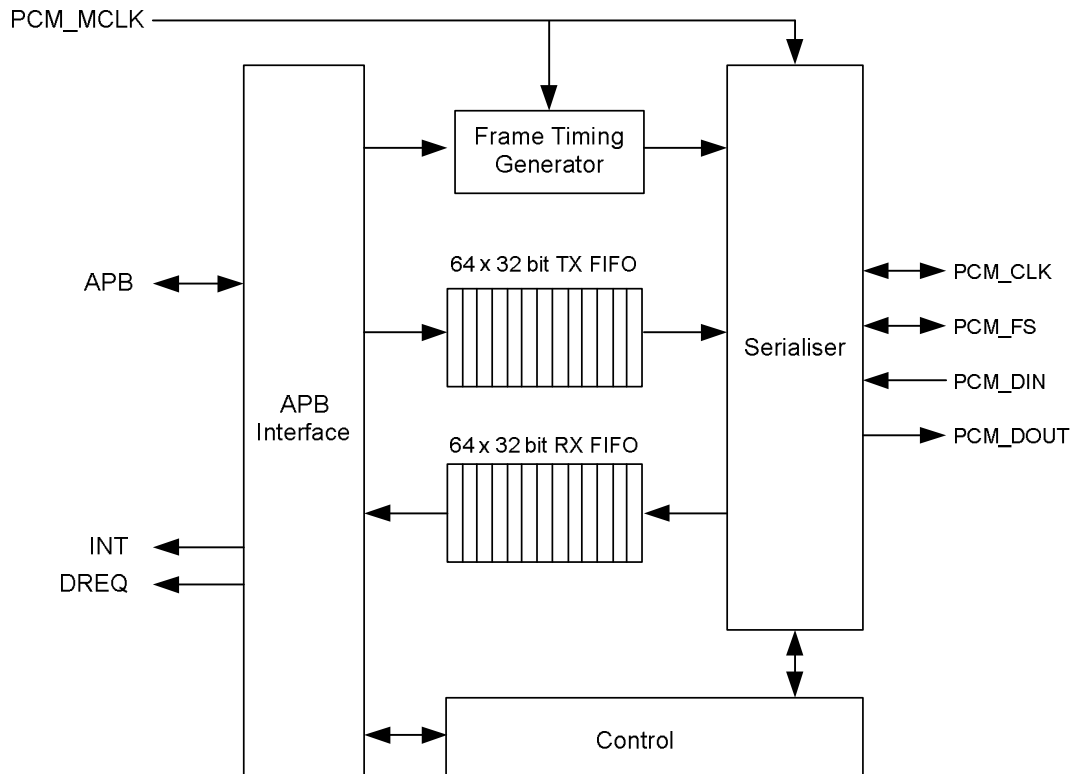 PCM_MCLK
Frame Timing
Generator
64 x 32 bit TX FIFO
APB
PCM_CLK
PCM_FS
Serialiser
PCM_DIN
APB
Interface
PCM_DOUT
64 x 32 bit RX FIFO
INT
DREQ
Control